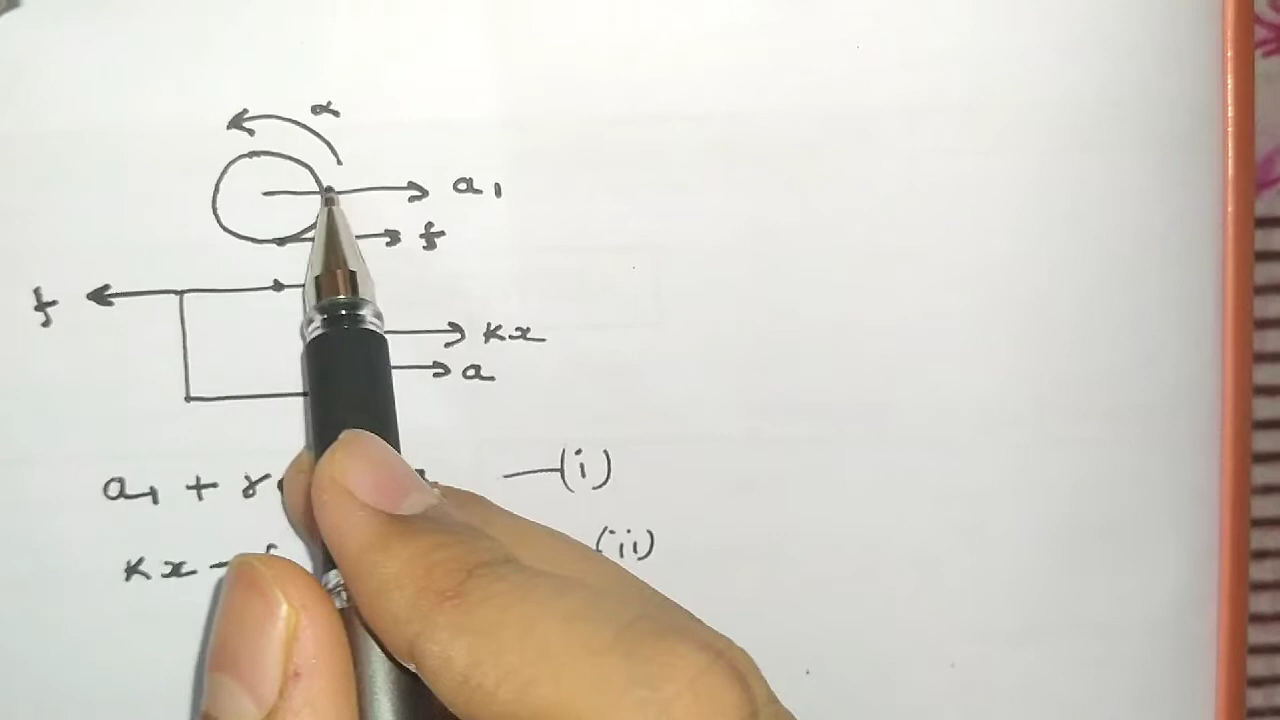 α
a₁
f
f
kx
a
a₁ + r —(i)
kx - (ii)